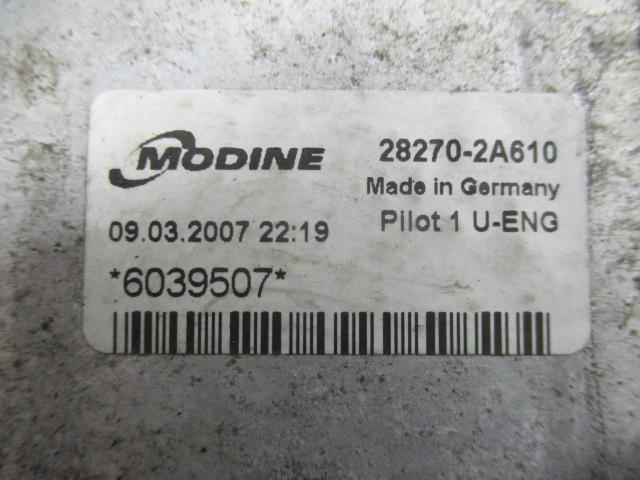 MODINE
28270-2A610
Made in Germany
09.03.2007 22:19
Pilot 1 U-ENG
*6039507*